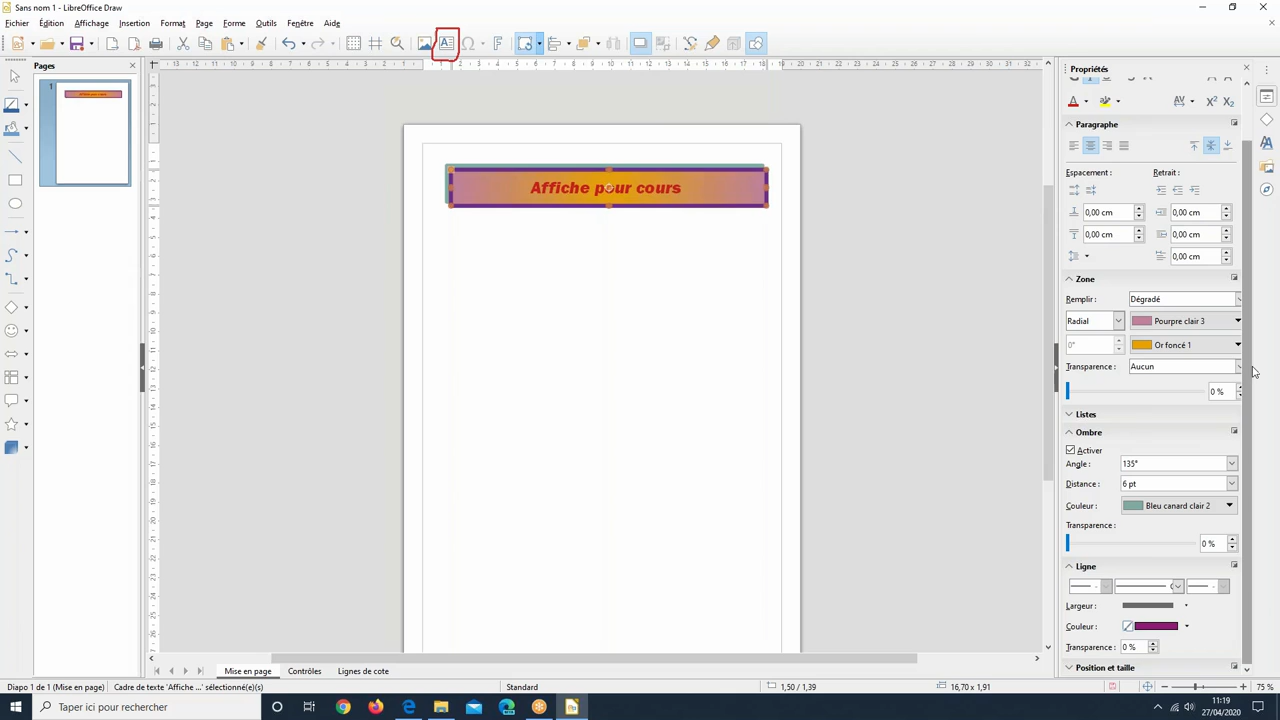 Sans nom 1 - LibreOffice Draw
Fichier Édition Affichage Insertion Format Page Forme Outils Fenêtre Aide
Pages
1
Affiche pour cours
Propriétés
Paragraphe
Espacement : Retrait :
0,00 cm 0,00 cm
0,00 cm 0,00 cm
0,00 cm
Zone
Remplir : Dégradé
Radial Pourpre clair 3
0° Or foncé 1
Transparence : Aucun
0 %
Listes
Ombre
Activer
Angle : 135°
Distance : 6 pt
Couleur : Bleu canard clair 2
Transparence :
0 %
Ligne
Largeur :
Couleur :
Transparence : 0 %
Position et taille
Mise en page Contrôles Lignes de cote
Diapo 1 de 1 (Mise en page) Cadre de texte 'Affiche ...' sélectionné(e)(s) Standard 1,50 / 1,39 16,70 x 1,91 75 %
Taper ici pour rechercher
11:19
27/04/2020